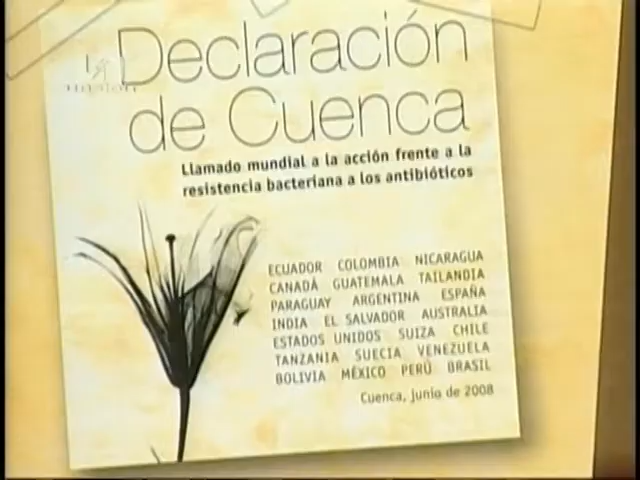 Declaración
de Cuenca
Llamado mundial a la acción frente a la
resistencia bacteriana a los antibióticos
ECUADOR COLOMBIA NICARAGUA
CANADÁ GUATEMALA TAILANDIA
PARAGUAY ARGENTINA ESPAÑA
INDIA EL SALVADOR AUSTRALIA
ESTADOS UNIDOS SUIZA CHILE
TANZANIA SUECIA VENEZUELA
BOLIVIA MÉXICO PERÚ BRASIL
Cuenca, junio de 2008